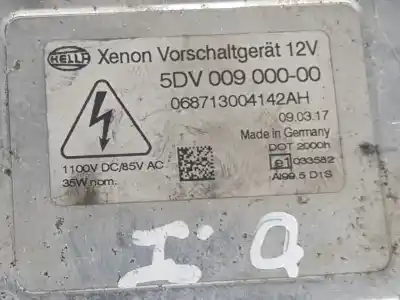 HELLA Xenon Vorschaltgerät 12V
5DV 009 000-00
068713004142AH
09.03.17
Made in Germany
DOT 2000h
1100V DC/85V AC
e1 033582
35W nom.
Al99.5 D1S
I. Q